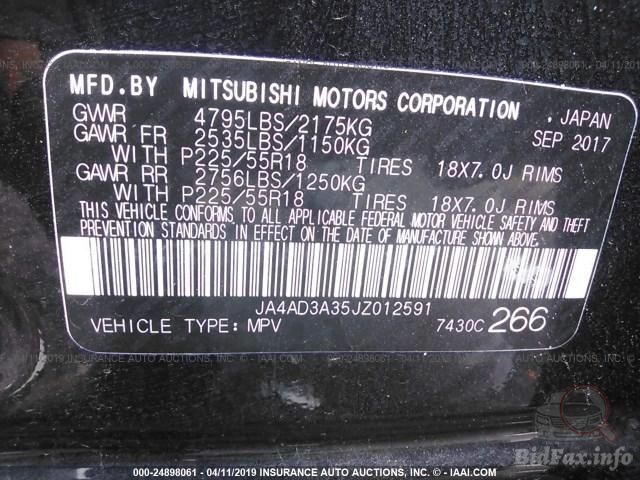 MFD.BY MITSUBISHI MOTORS CORPORATION
, JAPAN
GVWR 4795LBS/2175KG
SEP 2017
GAWR FR 2535LBS/1150KG
WITH P225/55R18 TIRES 18X7.0J RIMS
GAWR RR 2756LBS/1250KG
WITH P225/55R18 TIRES 18X7.0J RIMS
THIS VEHICLE CONFORMS TO ALL APPLICABLE FEDERAL MOTOR VEHICLE SAFETY AND THEFT
PREVENTION STANDARDS IN EFFECT ON THE DATE OF MANUFACTURE SHOWN ABOVE.
JA4AD3A35JZ012591
VEHICLE TYPE: MPV 7430C 266
000-24898061 - 04/11/2019 INSURANCE AUTO AUCTIONS, INC. - © IAAI.COM
BidFax.info